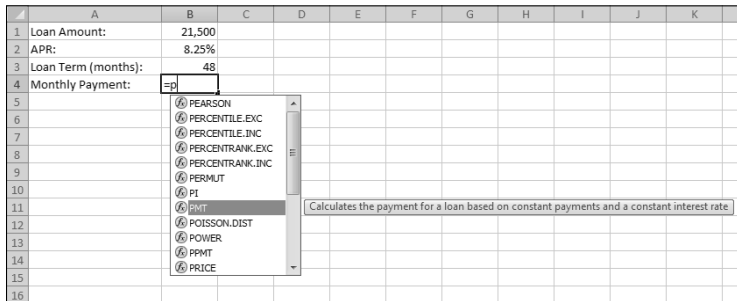 A B C D E F G H I J K
1 Loan Amount: 21,500
2 APR: 8.25%
3 Loan Term (months): 48
4 Monthly Payment: =p
5 PEARSON
6 PERCENTILE.EXC
7 PERCENTILE.INC
8 PERCENTRANK.EXC
9 PERCENTRANK.INC
PERMUT
10 PI
11 PMT Calculates the payment for a loan based on constant payments and a constant interest rate
12 POISSON.DIST
13 POWER
14 PPMT
15 PRICE
16